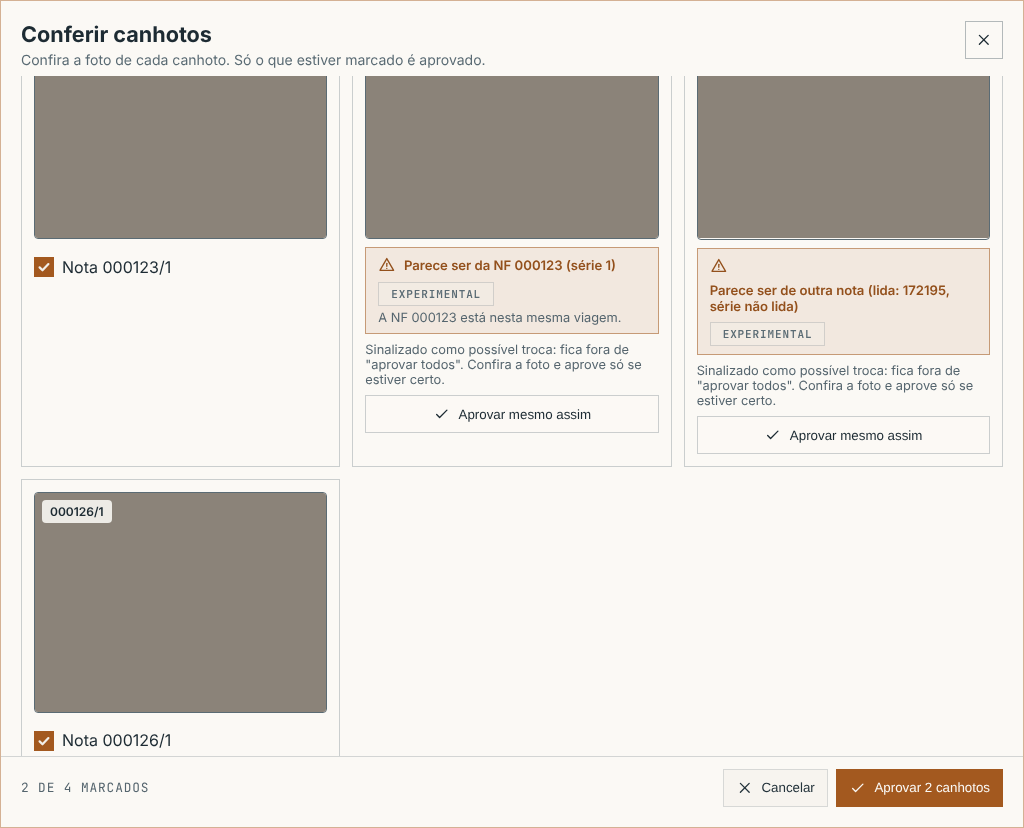 Conferir canhotos
Confira a foto de cada canhoto. Só o que estiver marcado é aprovado.
Nota 000123/1
Parece ser da NF 000123 (série 1)
EXPERIMENTAL
A NF 000123 está nesta mesma viagem.
Sinalizado como possível troca: fica fora de
"aprovar todos". Confira a foto e aprove só se
estiver certo.
Aprovar mesmo assim
Parece ser de outra nota (lida: 172195,
série não lida)
EXPERIMENTAL
Sinalizado como possível troca: fica fora de
"aprovar todos". Confira a foto e aprove só se
estiver certo.
Aprovar mesmo assim
000126/1
Nota 000126/1
2 DE 4 MARCADOS
Cancelar
Aprovar 2 canhotos